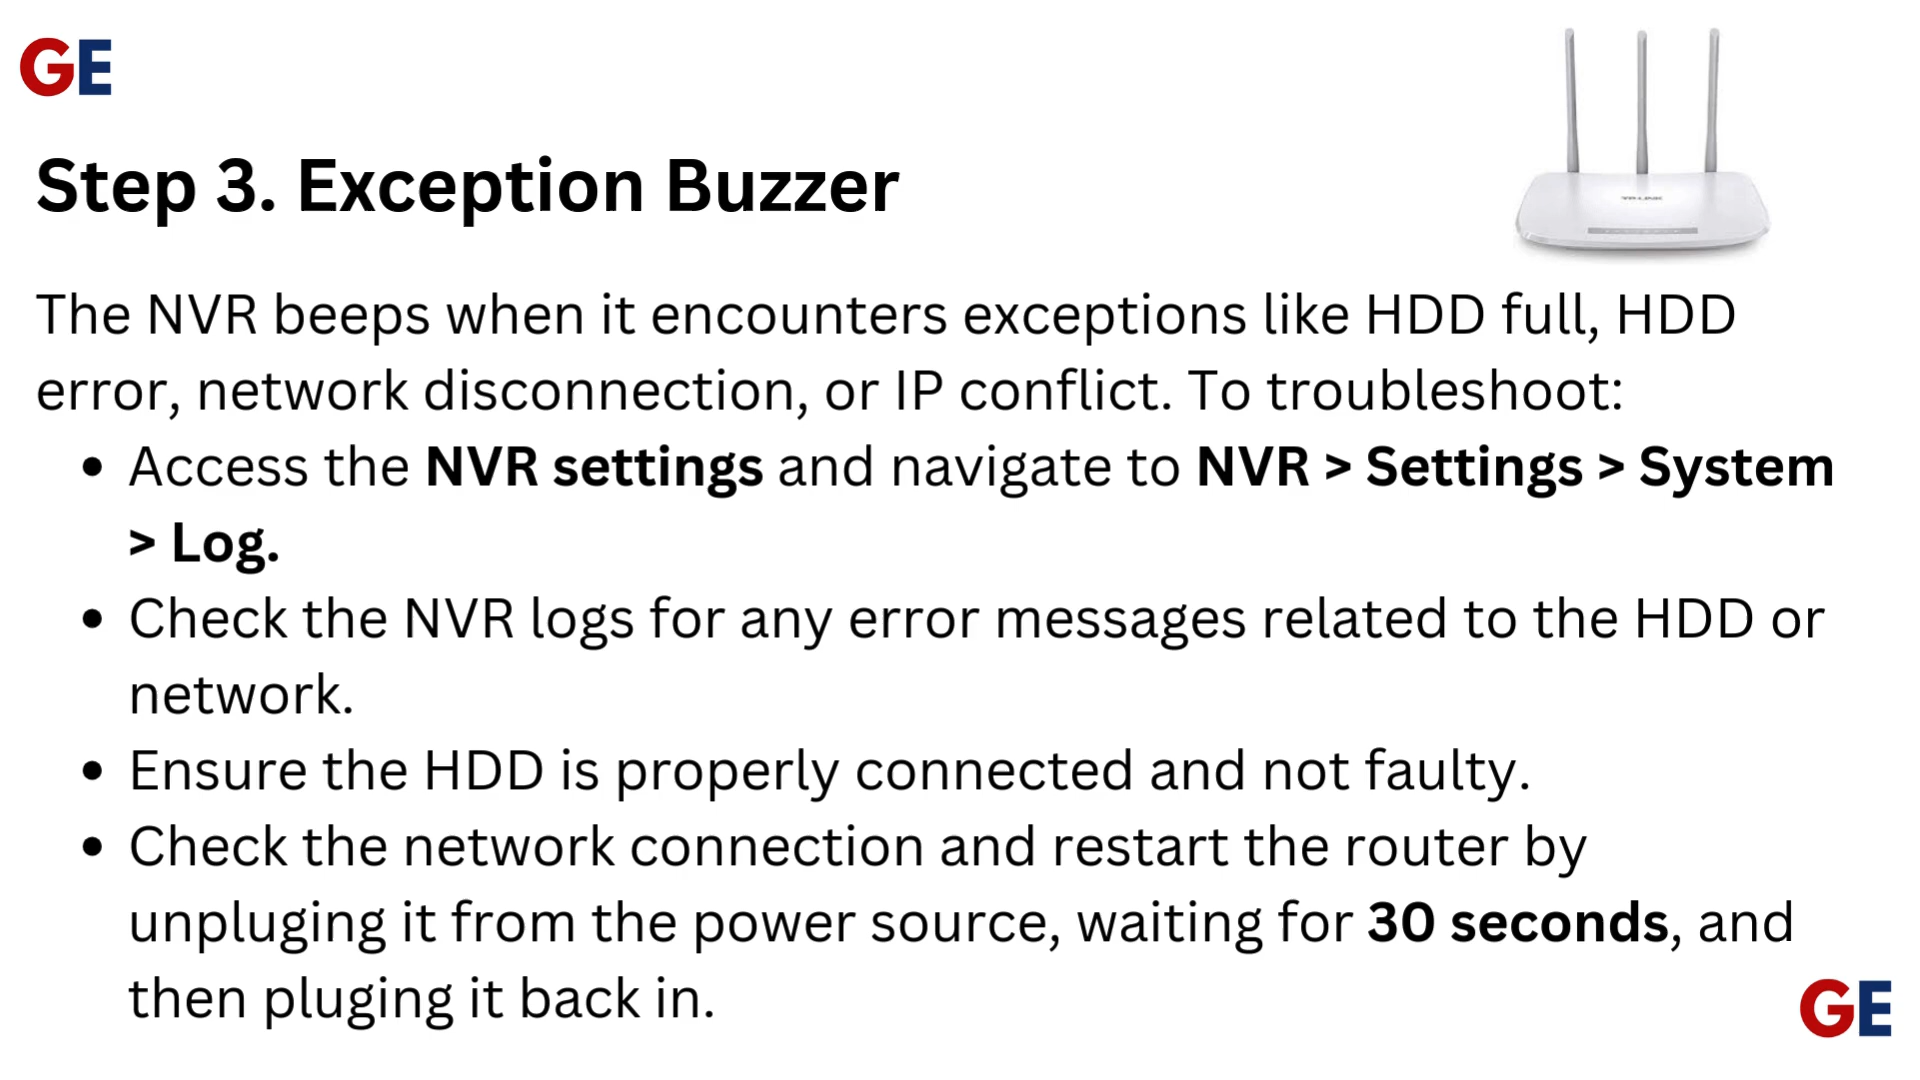 GE
Step 3. Exception Buzzer
TP-LINK
The NVR beeps when it encounters exceptions like HDD full, HDD
error, network disconnection, or IP conflict. To troubleshoot:
• Access the NVR settings and navigate to NVR > Settings > System
> Log.
• Check the NVR logs for any error messages related to the HDD or
network.
• Ensure the HDD is properly connected and not faulty.
• Check the network connection and restart the router by
unpluging it from the power source, waiting for 30 seconds, and
then pluging it back in.
GE